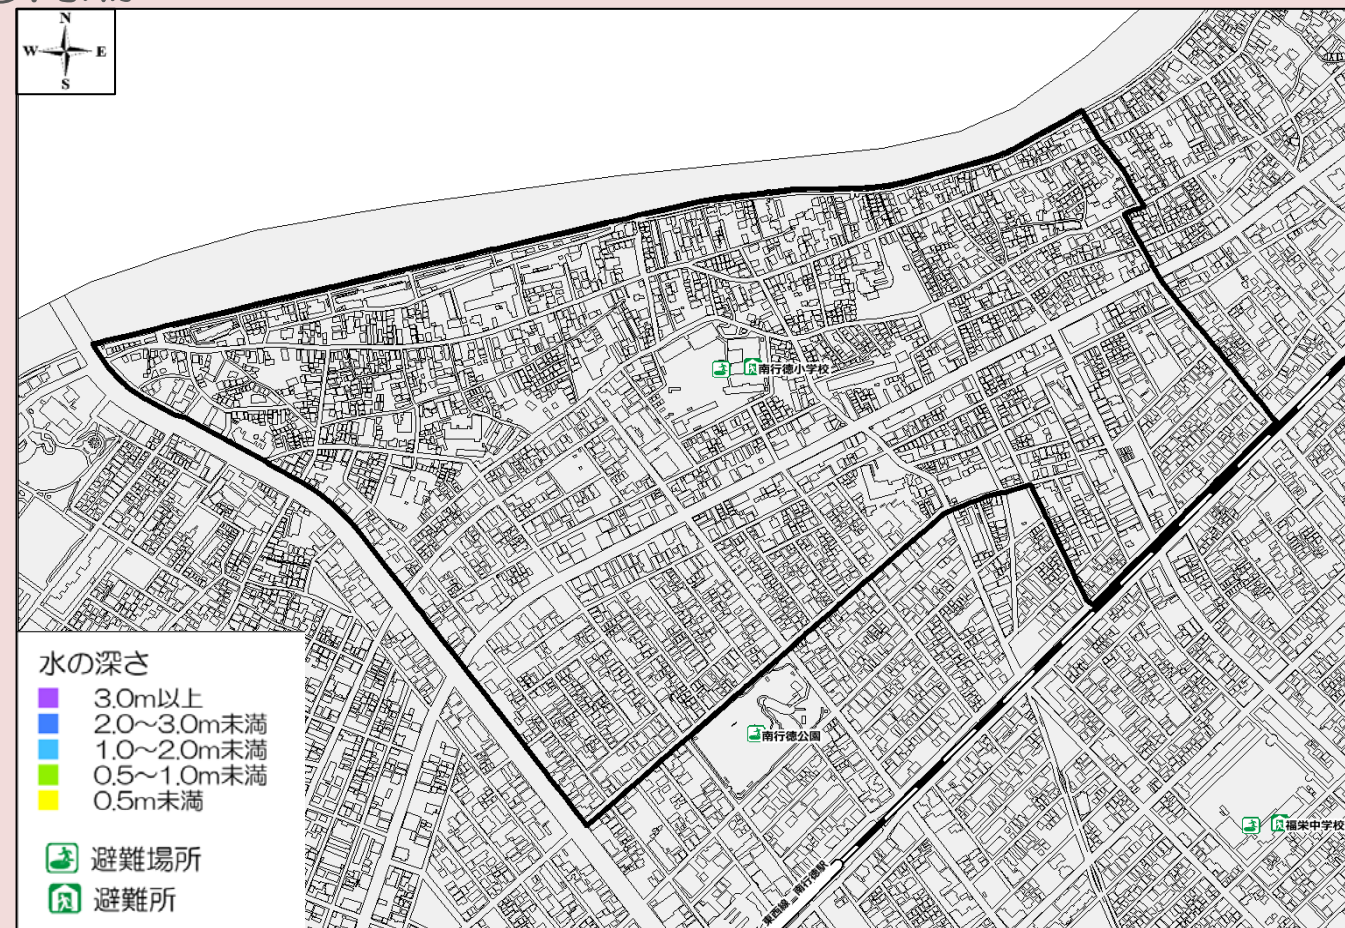 N
W E
S
南行徳小学校
水の深さ
3.0m以上
2.0～3.0m未満
1.0～2.0m未満
0.5～1.0m未満
0.5m未満
避難場所
避難所
南行徳公園
福栄中学校
東西線 南行徳駅